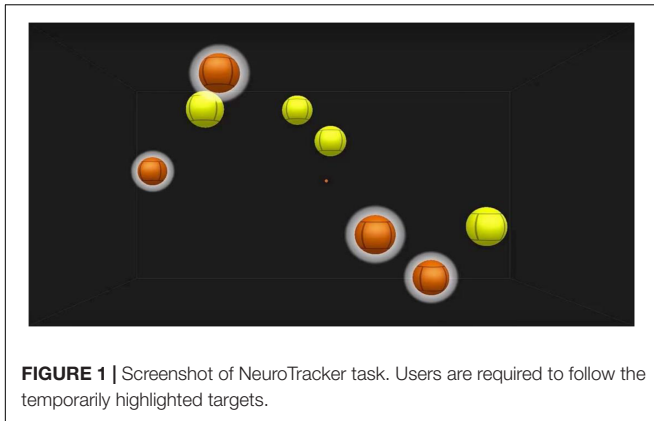 FIGURE 1 | Screenshot of NeuroTracker task. Users are required to follow the
temporarily highlighted targets.